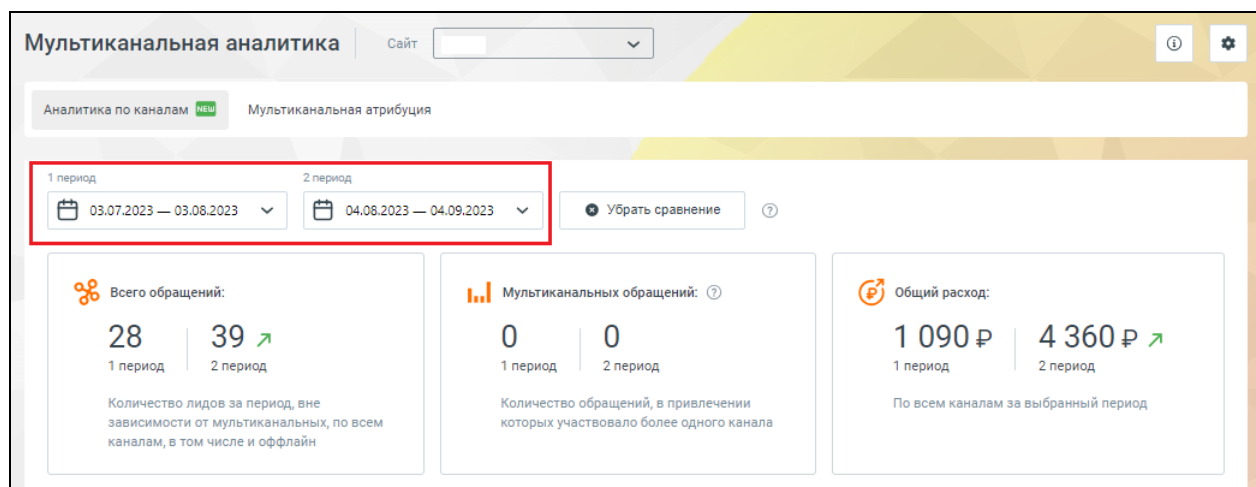 Мультиканальная аналитика Сайт
Аналитика по каналам NEW Мультиканальная атрибуция
1 период 2 период
03.07.2023 — 03.08.2023 04.08.2023 — 04.09.2023 Убрать сравнение
Всего обращений: Мультиканальных обращений: Общий расход:
28 39 0 0 1 090 ₽ 4 360 ₽
1 период 2 период 1 период 2 период 1 период 2 период
Количество лидов за период, вне Количество обращений, в привлечении По всем каналам за выбранный период
зависимости от мультиканальных, по всем которых участвовало более одного канала
каналам, в том числе и оффлайн